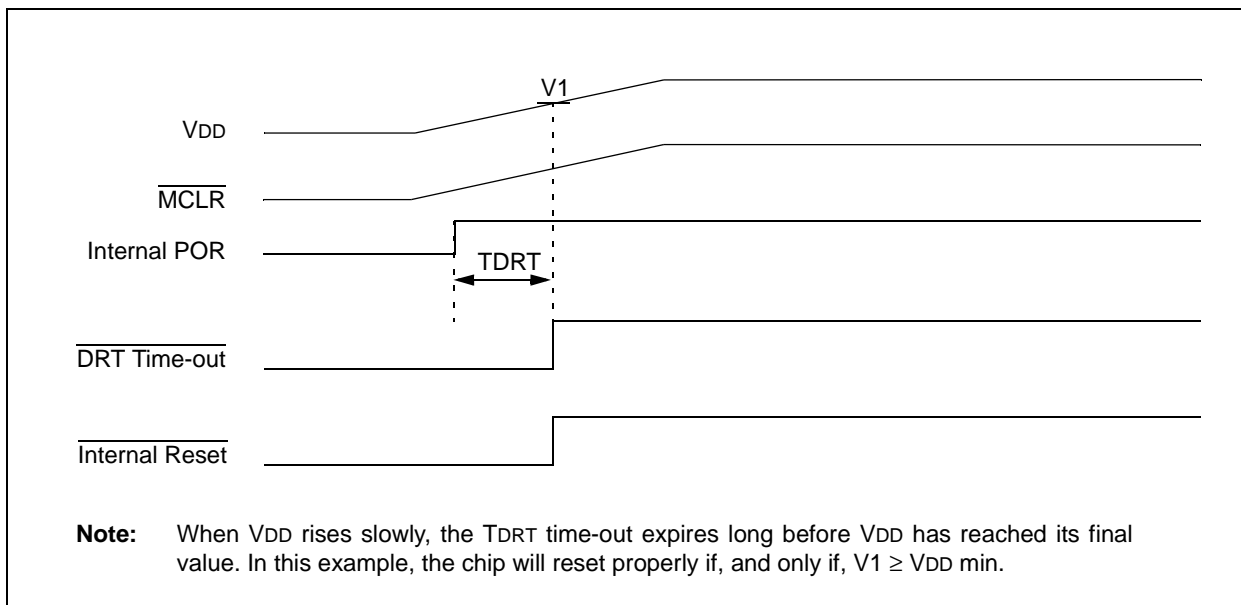 V1
VDD
MCLR
Internal POR
TDRT
DRT Time-out
Internal Reset
Note: When VDD rises slowly, the TDRT time-out expires long before VDD has reached its final
value. In this example, the chip will reset properly if, and only if, V1 ≥ VDD min.